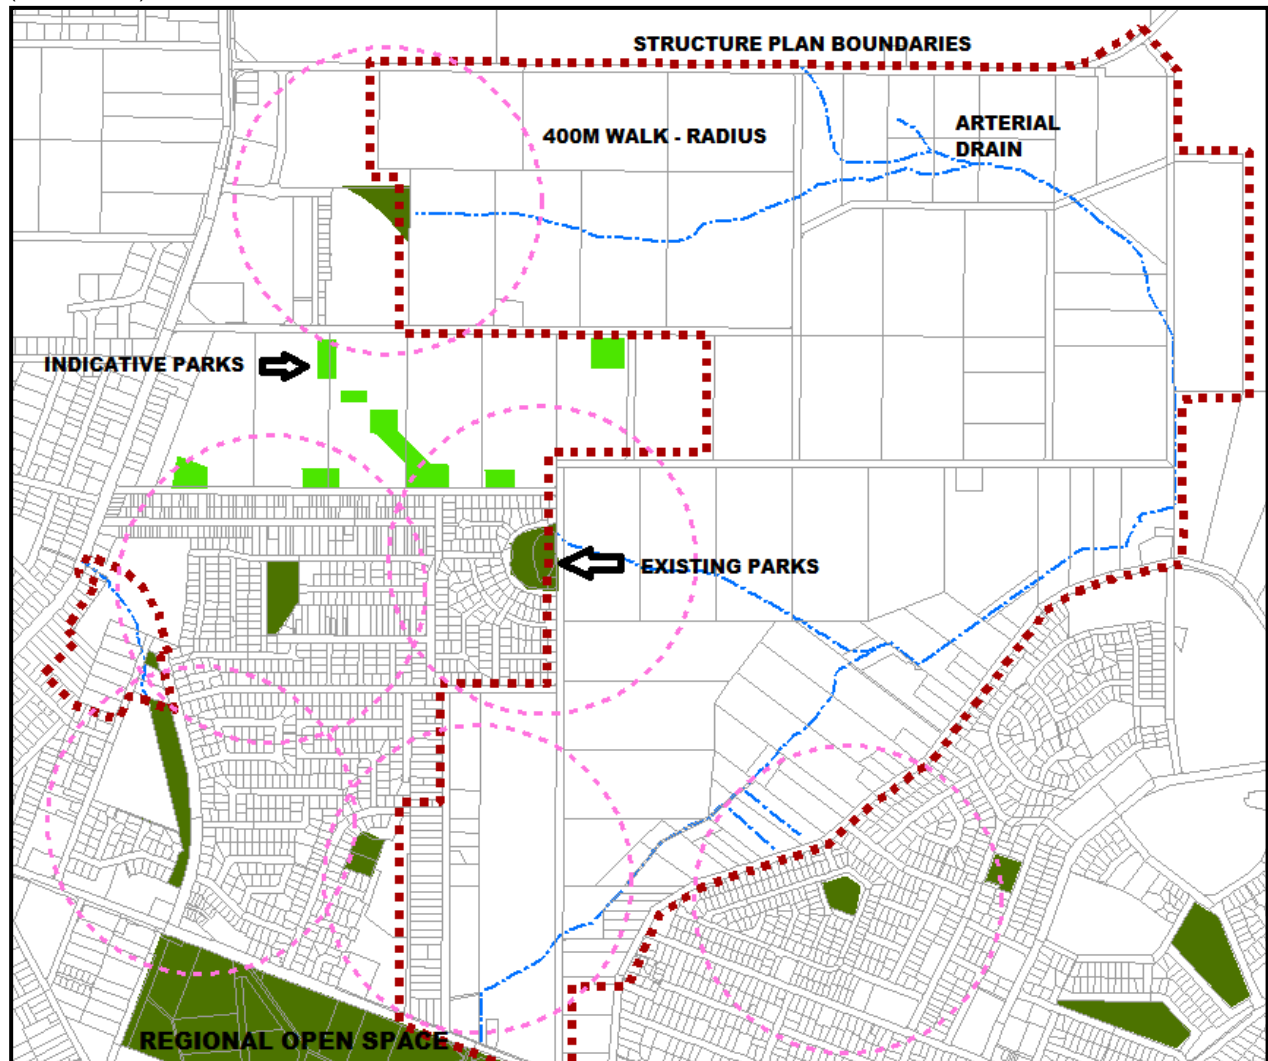 STRUCTURE PLAN BOUNDARIES
400M WALK - RADIUS
ARTERIAL
DRAIN
INDICATIVE PARKS
EXISTING PARKS
REGIONAL OPEN SPACE